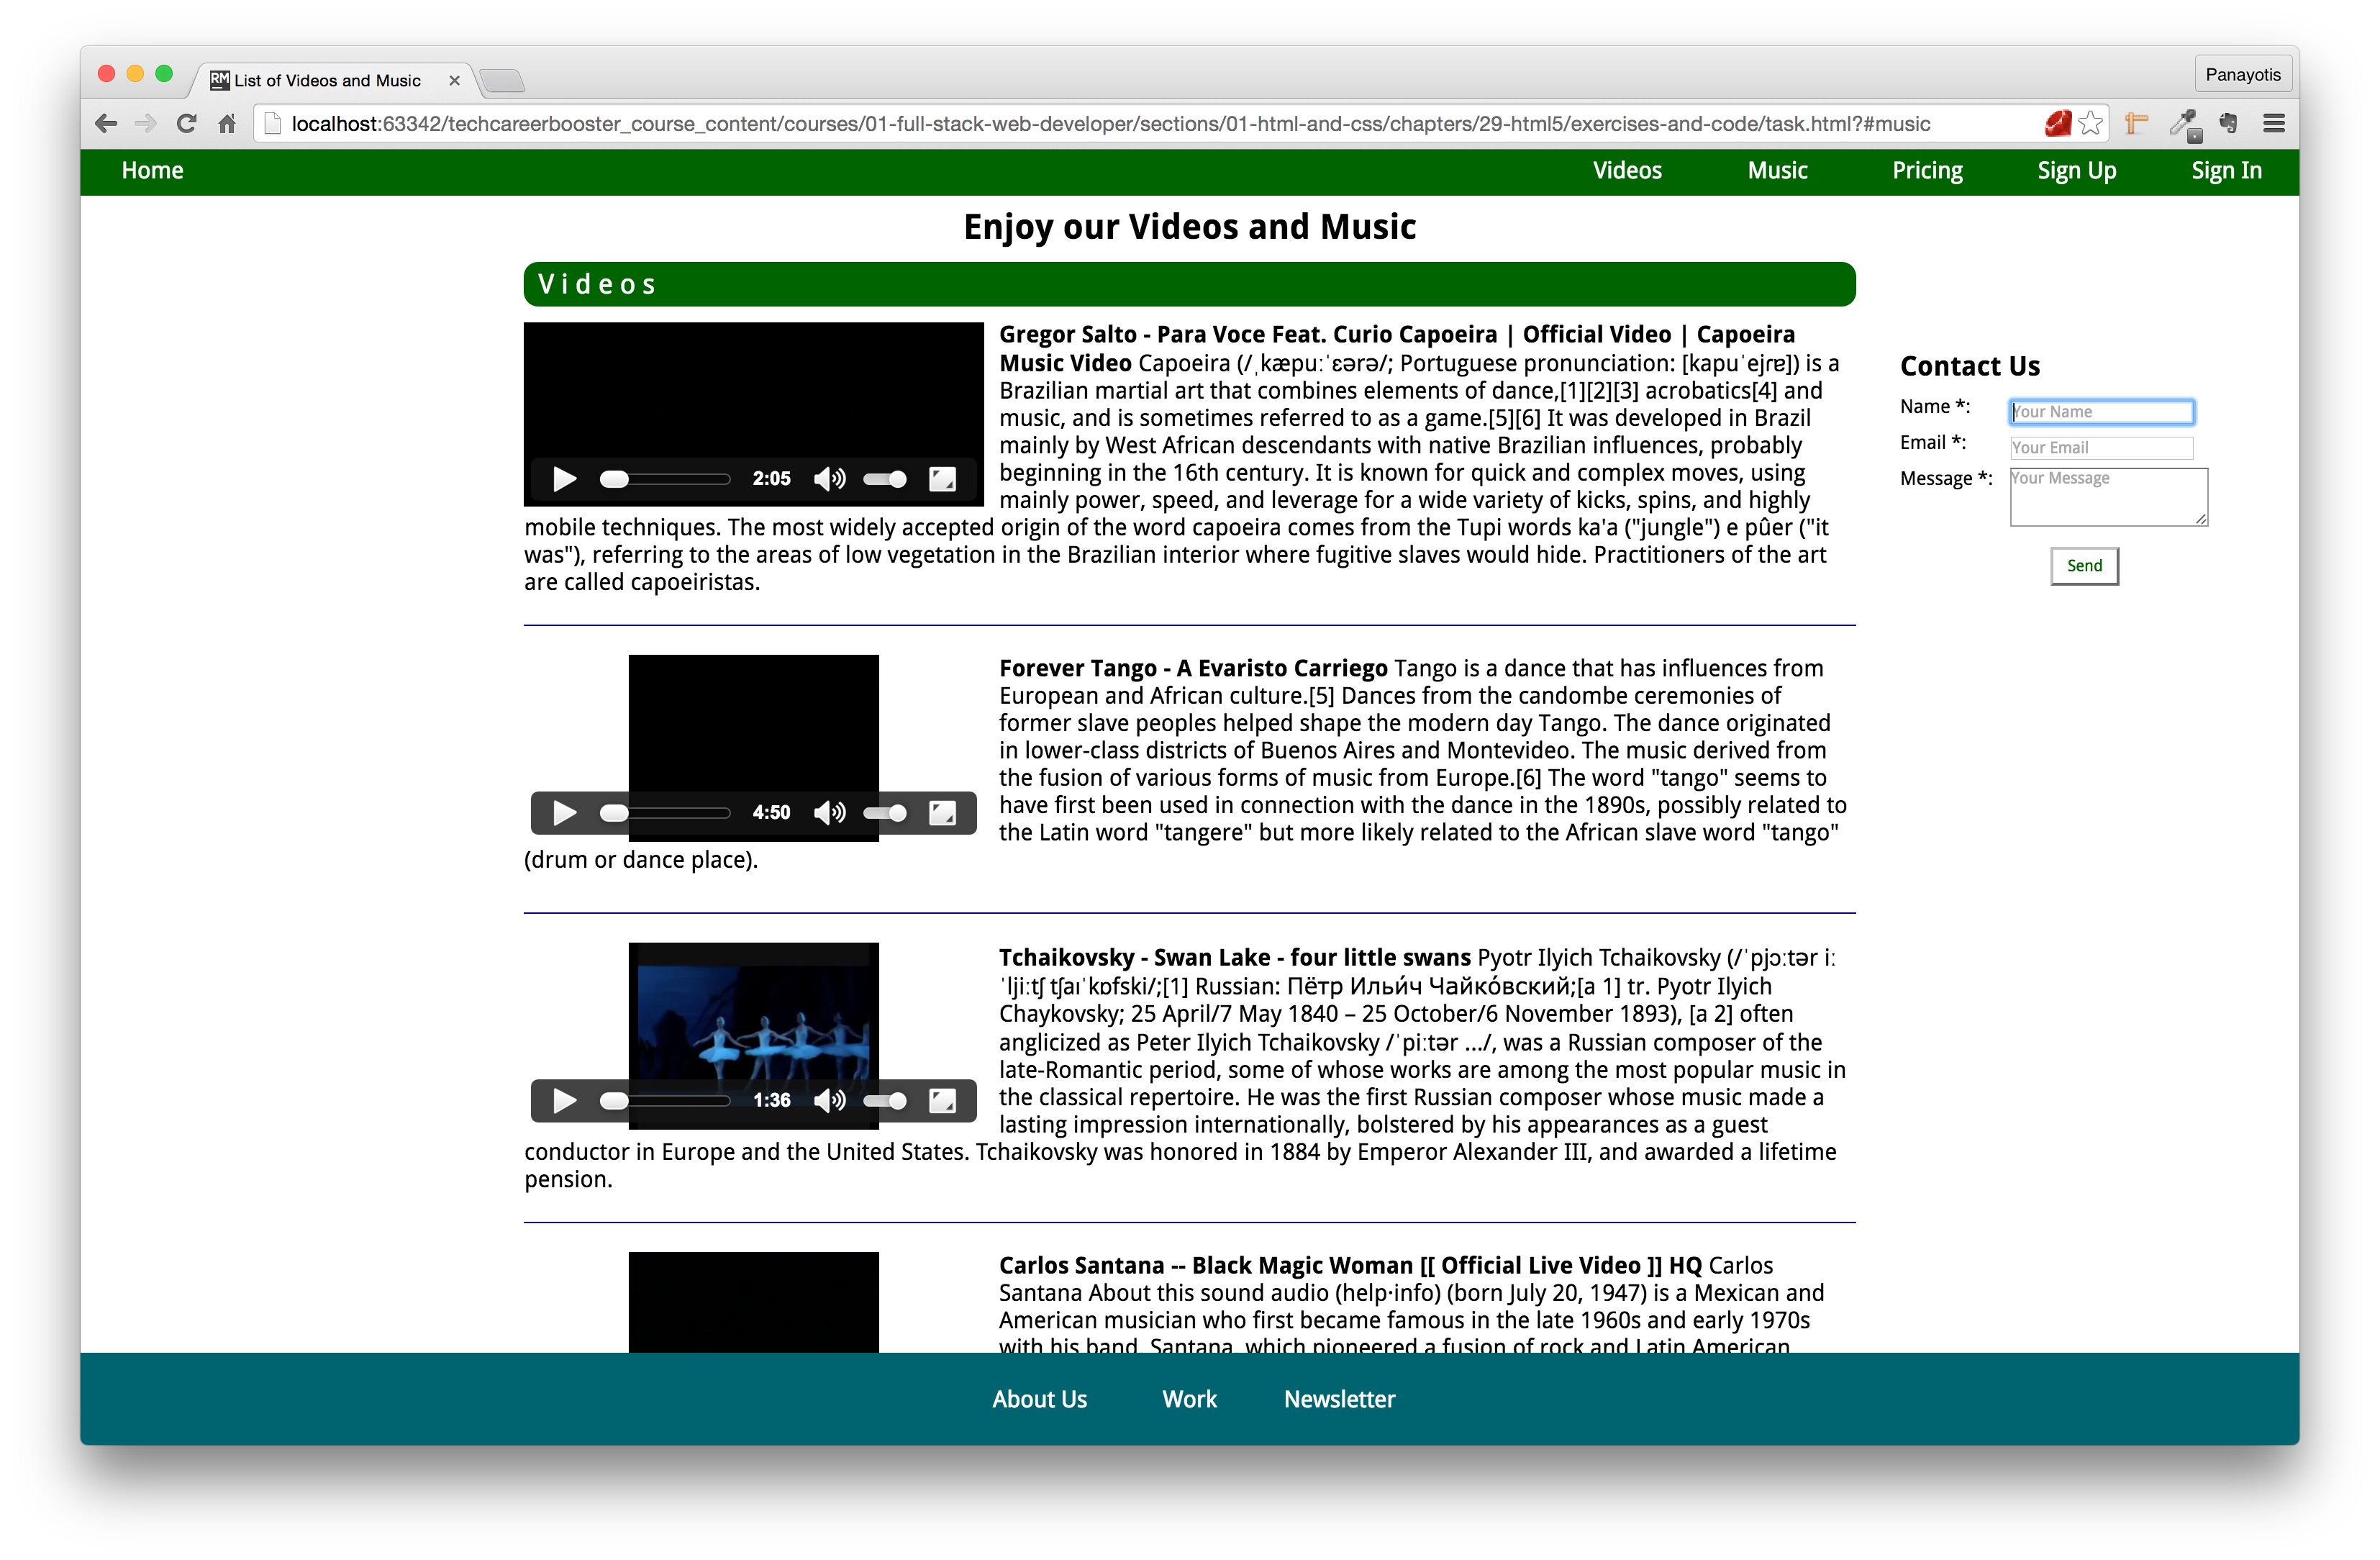 RM List of Videos and Music
Panayotis
localhost:63342/techcareerbooster_course_content/courses/01-full-stack-web-developer/sections/01-html-and-css/chapters/29-html5/exercises-and-code/task.html?#music
Home Videos Music Pricing Sign Up Sign In
Enjoy our Videos and Music
Videos
2:05
Gregor Salto - Para Voce Feat. Curio Capoeira | Official Video | Capoeira
Music Video Capoeira (/ˌkæpuːˈɛərə/; Portuguese pronunciation: [kapuˈejɾɐ]) is a
Brazilian martial art that combines elements of dance,[1][2][3] acrobatics[4] and
music, and is sometimes referred to as a game.[5][6] It was developed in Brazil
mainly by West African descendants with native Brazilian influences, probably
beginning in the 16th century. It is known for quick and complex moves, using
mainly power, speed, and leverage for a wide variety of kicks, spins, and highly
mobile techniques. The most widely accepted origin of the word capoeira comes from the Tupi words ka'a ("jungle") e pûer ("it
was"), referring to the areas of low vegetation in the Brazilian interior where fugitive slaves would hide. Practitioners of the art
are called capoeiristas.
4:50
Forever Tango - A Evaristo Carriego Tango is a dance that has influences from
European and African culture.[5] Dances from the candombe ceremonies of
former slave peoples helped shape the modern day Tango. The dance originated
in lower-class districts of Buenos Aires and Montevideo. The music derived from
the fusion of various forms of music from Europe.[6] The word "tango" seems to
have first been used in connection with the dance in the 1890s, possibly related to
the Latin word "tangere" but more likely related to the African slave word "tango"
(drum or dance place).
1:36
Tchaikovsky - Swan Lake - four little swans Pyotr Ilyich Tchaikovsky (/ˈpjɔːtər iː
ˈljiːtʃ tʃaɪˈkɒfski/;[1] Russian: Пётр Ильи́ч Чайко́вский;[a 1] tr. Pyotr Ilyich
Chaykovsky; 25 April/7 May 1840 – 25 October/6 November 1893), [a 2] often
anglicized as Peter Ilyich Tchaikovsky /ˈpiːtər .../, was a Russian composer of the
late-Romantic period, some of whose works are among the most popular music in
the classical repertoire. He was the first Russian composer whose music made a
lasting impression internationally, bolstered by his appearances as a guest
conductor in Europe and the United States. Tchaikovsky was honored in 1884 by Emperor Alexander III, and awarded a lifetime
pension.
Carlos Santana -- Black Magic Woman [[ Official Live Video ]] HQ Carlos
Santana About this sound audio (help·info) (born July 20, 1947) is a Mexican and
American musician who first became famous in the late 1960s and early 1970s
with his band, Santana, which pioneered a fusion of rock and Latin American
Contact Us
Name *: Your Name
Email *: Your Email
Message *: Your Message
Send
About Us Work Newsletter